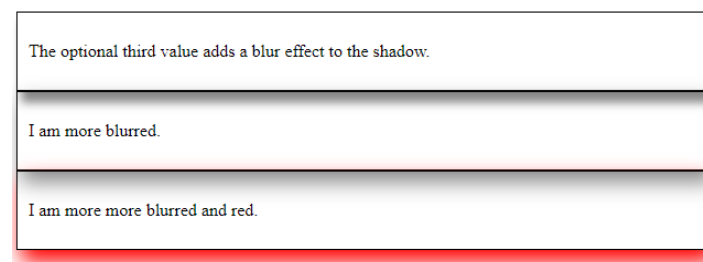 The optional third value adds a blur effect to the shadow.
I am more blurred.
I am more more blurred and red.